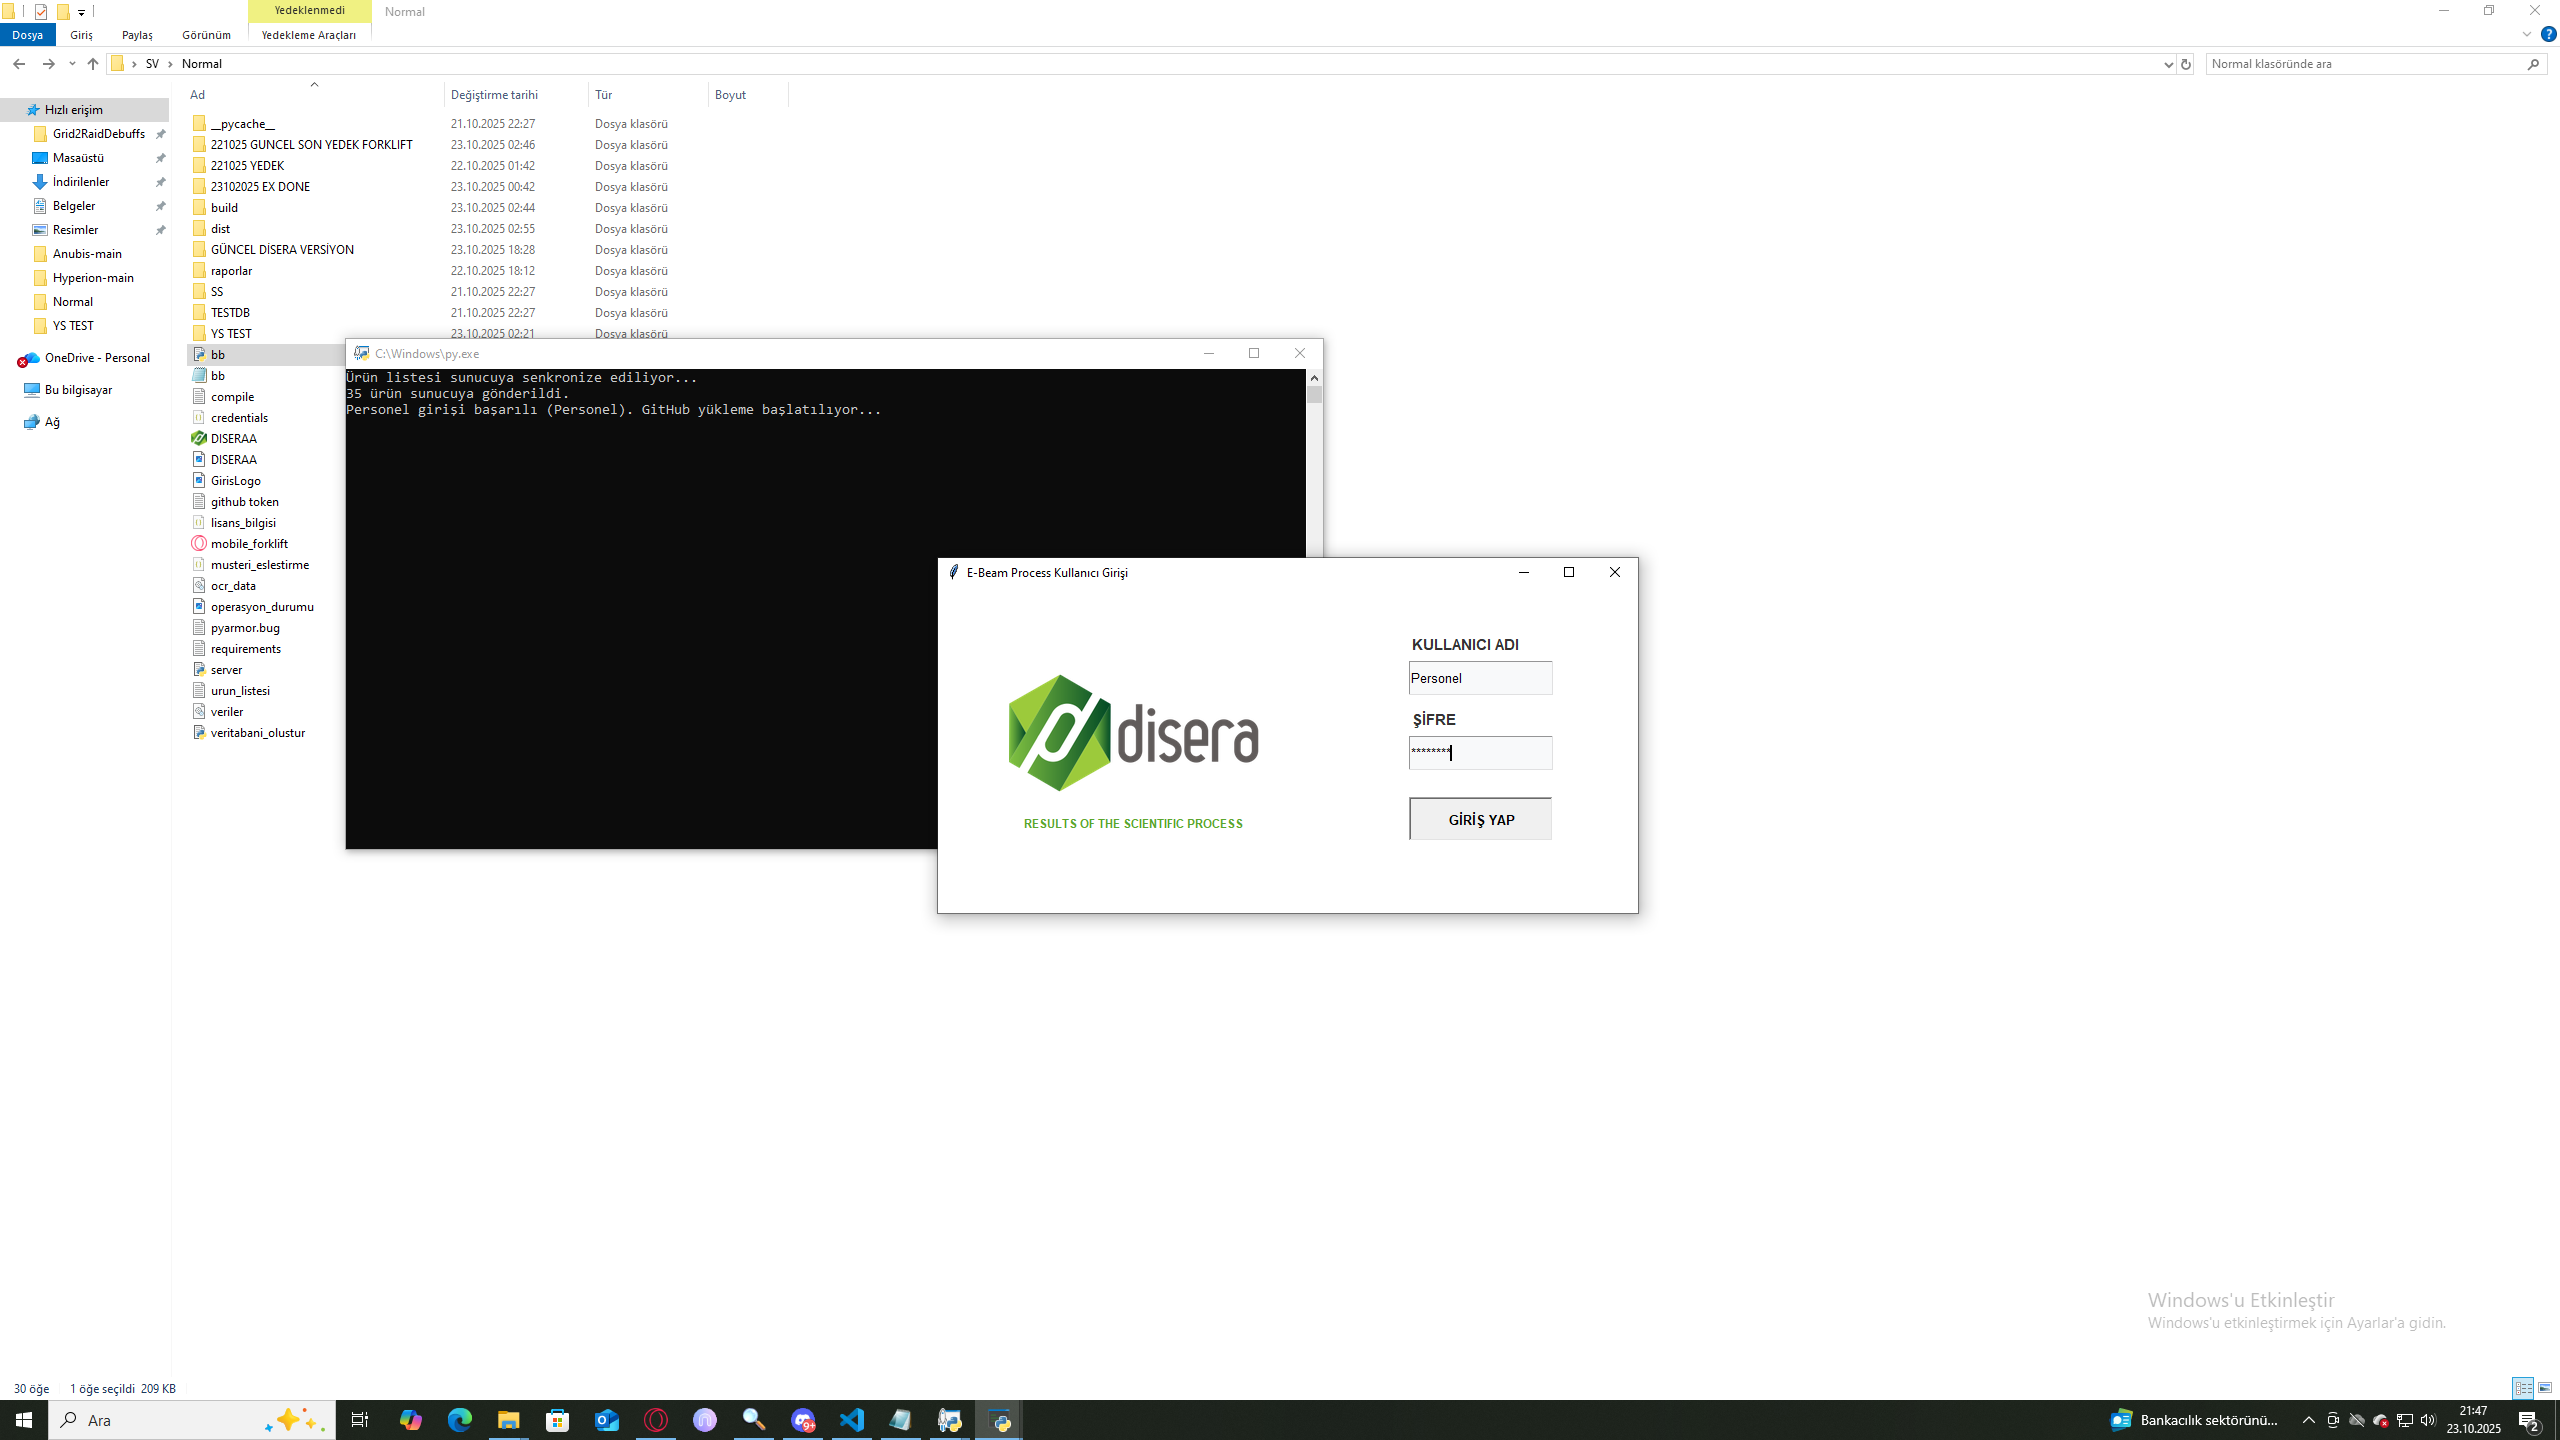 Yedeklenmedi
Normal
Dosya
Giriş
Paylaş
Görünüm
Yedekleme Araçları
SV
Normal
Normal klasöründe ara
Ad
Değiştirme tarihi
Tür
Boyut
Hızlı erişim
Grid2RaidDebuffs
Masaüstü
İndirilenler
Belgeler
Resimler
Anubis-main
Hyperion-main
Normal
YS TEST
OneDrive - Personal
Bu bilgisayar
Ağ
__pycache__ 21.10.2025 22:27 Dosya klasörü
221025 GUNCEL SON YEDEK FORKLIFT 23.10.2025 02:46 Dosya klasörü
221025 YEDEK 22.10.2025 01:42 Dosya klasörü
23102025 EX DONE 23.10.2025 00:42 Dosya klasörü
build 23.10.2025 02:44 Dosya klasörü
dist 23.10.2025 02:55 Dosya klasörü
GÜNCEL DİSERA VERSİYON 23.10.2025 18:28 Dosya klasörü
raporlar 22.10.2025 18:12 Dosya klasörü
SS 21.10.2025 22:27 Dosya klasörü
TESTDB 21.10.2025 22:27 Dosya klasörü
YS TEST 23.10.2025 02:21 Dosya klasörü
bb
bb
compile
credentials
DISERAA
DISERAA
GirisLogo
github token
lisans_bilgisi
mobile_forklift
musteri_eslestirme
ocr_data
operasyon_durumu
pyarmor.bug
requirements
server
urun_listesi
veriler
veritabani_olustur
C:\Windows\py.exe
Ürün listesi sunucuya senkronize ediliyor...
35 ürün sunucuya gönderildi.
Personel girişi başarılı (Personel). GitHub yükleme başlatılıyor...
E-Beam Process Kullanıcı Girişi
disera
RESULTS OF THE SCIENTIFIC PROCESS
KULLANICI ADI
Personel
ŞİFRE
********
GİRİŞ YAP
Windows'u Etkinleştir
Windows'u etkinleştirmek için Ayarlar'a gidin.
30 öğe
1 öğe seçildi 209 KB
Ara
9+
Bankacılık sektörünü...
21:47
23.10.2025
2